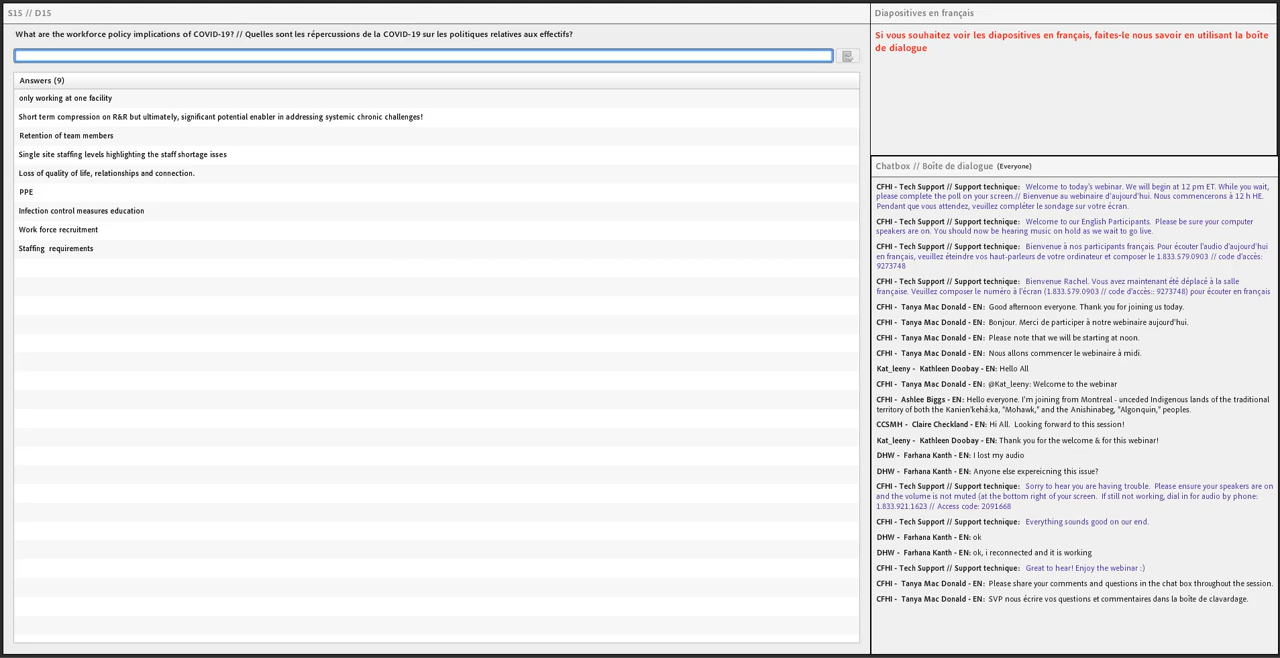 S15 // D15
What are the workforce policy implications of COVID-19? // Quelles sont les répercussions de la COVID-19 sur les politiques relatives aux effectifs?
Answers (9)
only working at one facility
Short term compression on R&R but ultimately, significant potential enabler in addressing systemic chronic challenges!
Retention of team members
Single site staffing levels highlighting the staff shortage isses
Loss of quality of life, relationships and connection.
PPE
Infection control measures education
Work force recruitment
Staffing requirements
Diapositives en français
Si vous souhaitez voir les diapositives en français, faites-le nous savoir en utilisant la boîte
de dialogue
Chatbox // Boîte de dialogue (Everyone)
CFHI - Tech Support // Support technique: Welcome to today's webinar. We will begin at 12 pm ET. While you wait,
please complete the poll on your screen.// Bienvenue au webinaire d'aujourd'hui. Nous commencerons à 12 h HE.
Pendant que vous attendez, veuillez compléter le sondage sur votre écran.
CFHI - Tech Support // Support technique: Welcome to our English Participants. Please be sure your computer
speakers are on. You should now be hearing music on hold as we wait to go live.
CFHI - Tech Support // Support technique: Bienvenue à nos participants français. Pour écouter l'audio d'aujourd'hui
en français, veuillez éteindre vos haut-parleurs de votre ordinateur et composer le 1.833.579.0903 // code d'accès:
9273748
CFHI - Tech Support // Support technique: Bienvenue Rachel. Vous avez maintenant été déplacé à la salle
française. Veuillez composer le numéro à l'écran (1.833.579.0903 // code d'accès:: 9273748) pour écouter en français
CFHI - Tanya Mac Donald - EN: Good afternoon everyone. Thank you for joining us today.
CFHI - Tanya Mac Donald - EN: Bonjour. Merci de participer à notre webinaire aujourd'hui.
CFHI - Tanya Mac Donald - EN: Please note that we will be starting at noon.
CFHI - Tanya Mac Donald - EN: Nous allons commencer le webinaire à midi.
Kat_leeny - Kathleen Doobay - EN: Hello All
CFHI - Tanya Mac Donald - EN: @Kat_leeny: Welcome to the webinar
CFHI - Ashlee Biggs - EN: Hello everyone. I'm joining from Montreal - unceded Indigenous lands of the traditional
territory of both the Kanien'kehá:ka, "Mohawk," and the Anishinabeg, "Algonquin," peoples.
CCSMH - Claire Checkland - EN: Hi All. Looking forward to this session!
Kat_leeny - Kathleen Doobay - EN: Thank you for the welcome & for this webinar!
DHW - Farhana Kanth - EN: I lost my audio
DHW - Farhana Kanth - EN: Anyone else expereicning this issue?
CFHI - Tech Support // Support technique: Sorry to hear you are having trouble. Please ensure your speakers are on
and the volume is not muted (at the bottom right of your screen. If still not working, dial in for audio by phone:
1.833.921.1623 // Access code: 2091668
CFHI - Tech Support // Support technique: Everything sounds good on our end.
DHW - Farhana Kanth - EN: ok
DHW - Farhana Kanth - EN: ok, i reconnected and it is working
CFHI - Tech Support // Support technique: Great to hear! Enjoy the webinar :)
CFHI - Tanya Mac Donald - EN: Please share your comments and questions in the chat box throughout the session.
CFHI - Tanya Mac Donald - EN: SVP nous écrire vos questions et commentaires dans la boîte de clavardage.